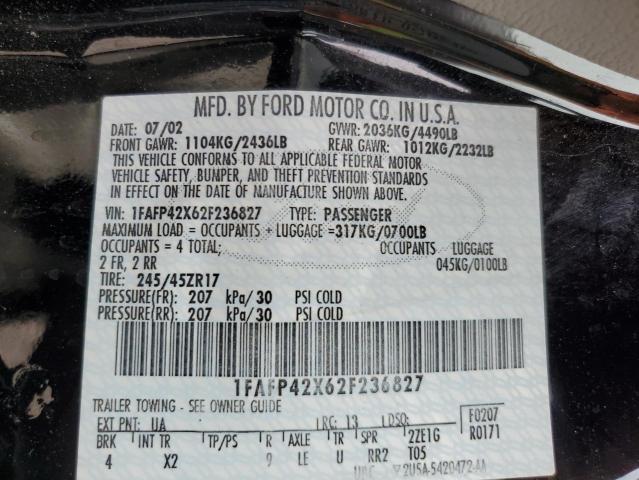 MFD. BY FORD MOTOR CO. IN U.S.A.
DATE: 07/02 GVWR: 2036KG/4490LB
FRONT GAWR: 1104KG/2436LB REAR GAWR: 1012KG/2232LB
THIS VEHICLE CONFORMS TO ALL APPLICABLE FEDERAL MOTOR
VEHICLE SAFETY, BUMPER, AND THEFT PREVENTION STANDARDS
IN EFFECT ON THE DATE OF MANUFACTURE SHOWN ABOVE.
VIN: 1FAFP42X62F236827 TYPE: PASSENGER
MAXIMUM LOAD = OCCUPANTS + LUGGAGE =317KG/0700LB
OCCUPANTS = 4 TOTAL; OCCUPANTS LUGGAGE
2 FR, 2 RR 045KG/0100LB
TIRE: 245/45ZR17
PRESSURE(FR): 207 kPa/30 PSI COLD
PRESSURE(RR): 207 kPa/30 PSI COLD
1FAFP42X62F236827
TRAILER TOWING - SEE OWNER GUIDE
EXT PNT: UA LRG: 13 LDSO: F0207
BRK INT TR TP/PS R AXLE TR SPR 2ZE1G R0171
4 X2 9 LE U RR2 T05
2USA-5420472-AA